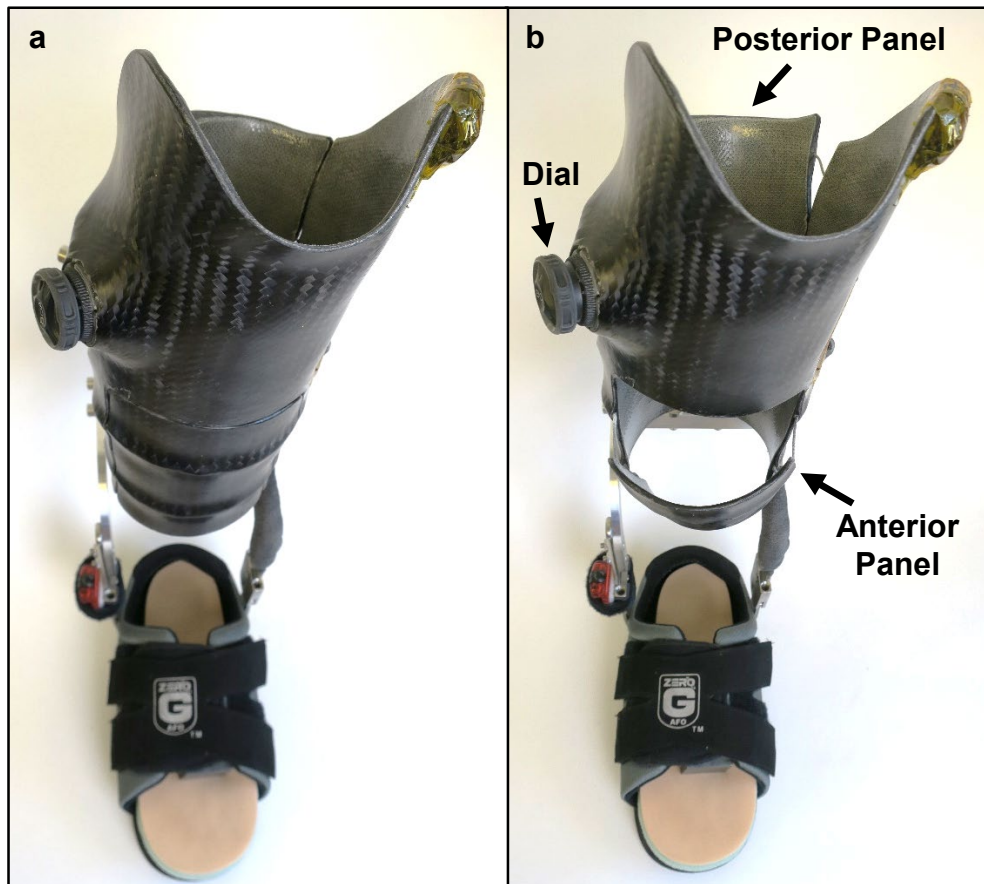 a
ZERO
G
AFO
TM
b
Posterior Panel
Dial
Anterior
Panel
ZERO
G
AFO
TM